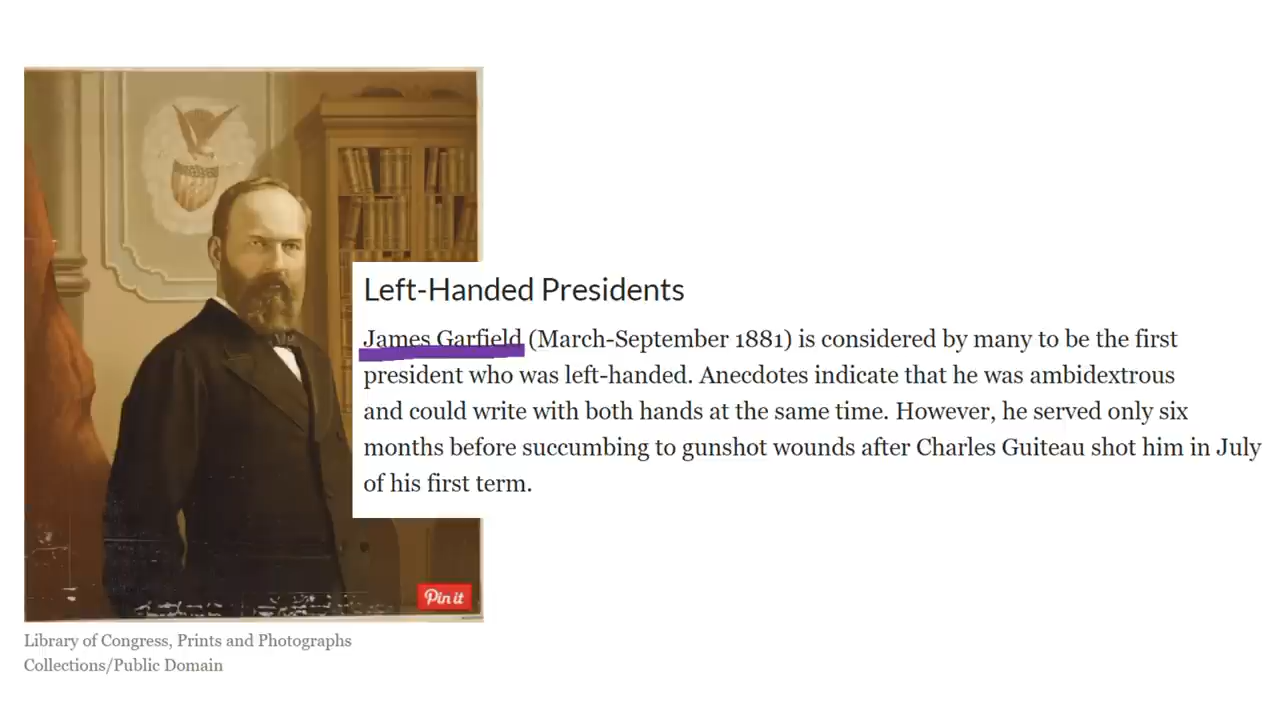 Left-Handed Presidents
James Garfield (March-September 1881) is considered by many to be the first
president who was left-handed. Anecdotes indicate that he was ambidextrous
and could write with both hands at the same time. However, he served only six
months before succumbing to gunshot wounds after Charles Guiteau shot him in July
of his first term.
Pin it
Library of Congress, Prints and Photographs
Collections/Public Domain